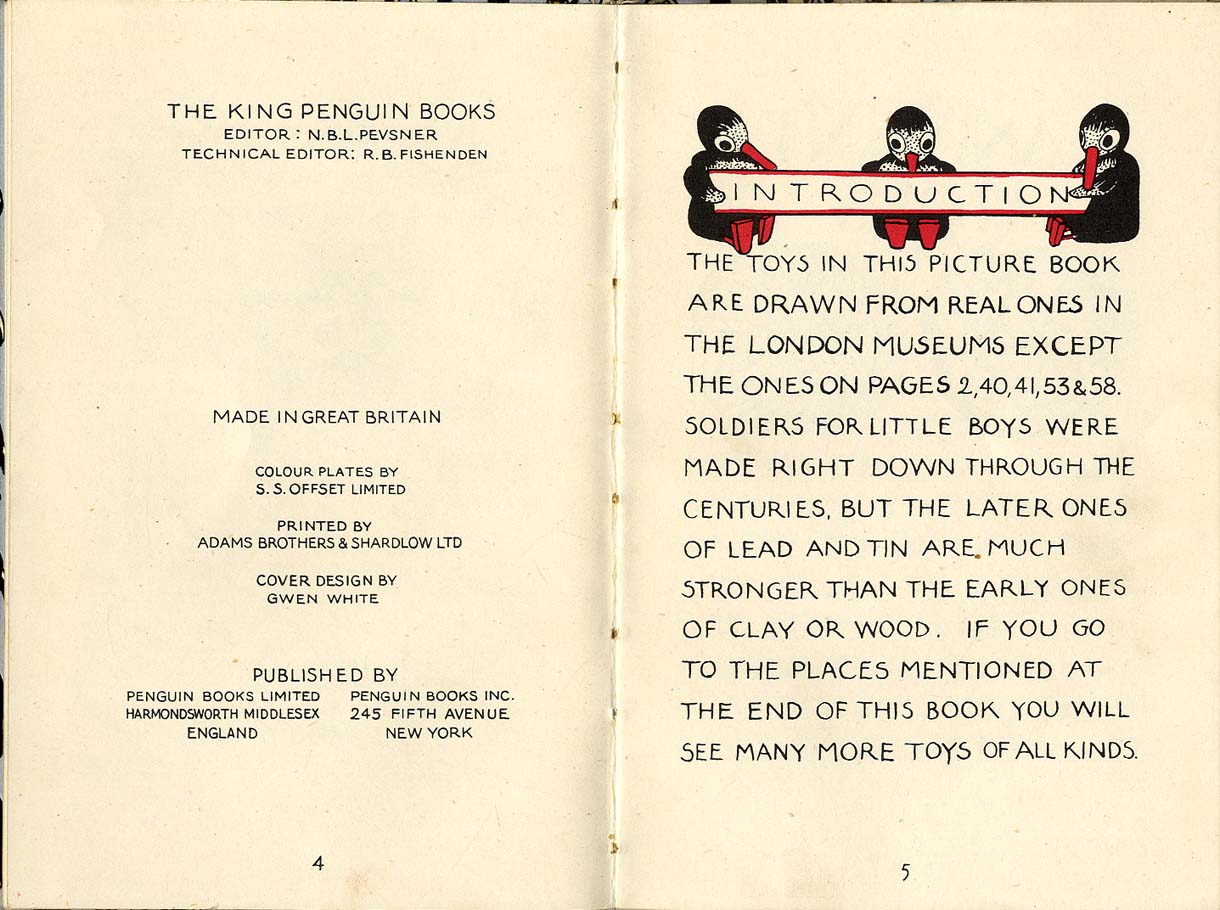 THE KING PENGUIN BOOKS
EDITOR: N.B.L. PEVSNER
TECHNICAL EDITOR: R.B. FISHENDEN
MADE IN GREAT BRITAIN
COLOUR PLATES BY
S.S. OFFSET LIMITED
PRINTED BY
ADAMS BROTHERS & SHARDLOW LTD
COVER DESIGN BY
GWEN WHITE
PUBLISHED BY
PENGUIN BOOKS LIMITED
HARMONDSWORTH MIDDLESEX
ENGLAND
PENGUIN BOOKS INC.
245 FIFTH AVENUE
NEW YORK
4
INTRODUCTION
THE TOYS IN THIS PICTURE BOOK
ARE DRAWN FROM REAL ONES IN
THE LONDON MUSEUMS EXCEPT
THE ONES ON PAGES 2,40,41,53&58.
SOLDIERS FOR LITTLE BOYS WERE
MADE RIGHT DOWN THROUGH THE
CENTURIES, BUT THE LATER ONES
OF LEAD AND TIN ARE MUCH
STRONGER THAN THE EARLY ONES
OF CLAY OR WOOD. IF YOU GO
TO THE PLACES MENTIONED AT
THE END OF THIS BOOK YOU WILL
SEE MANY MORE TOYS OF ALL KINDS.
5